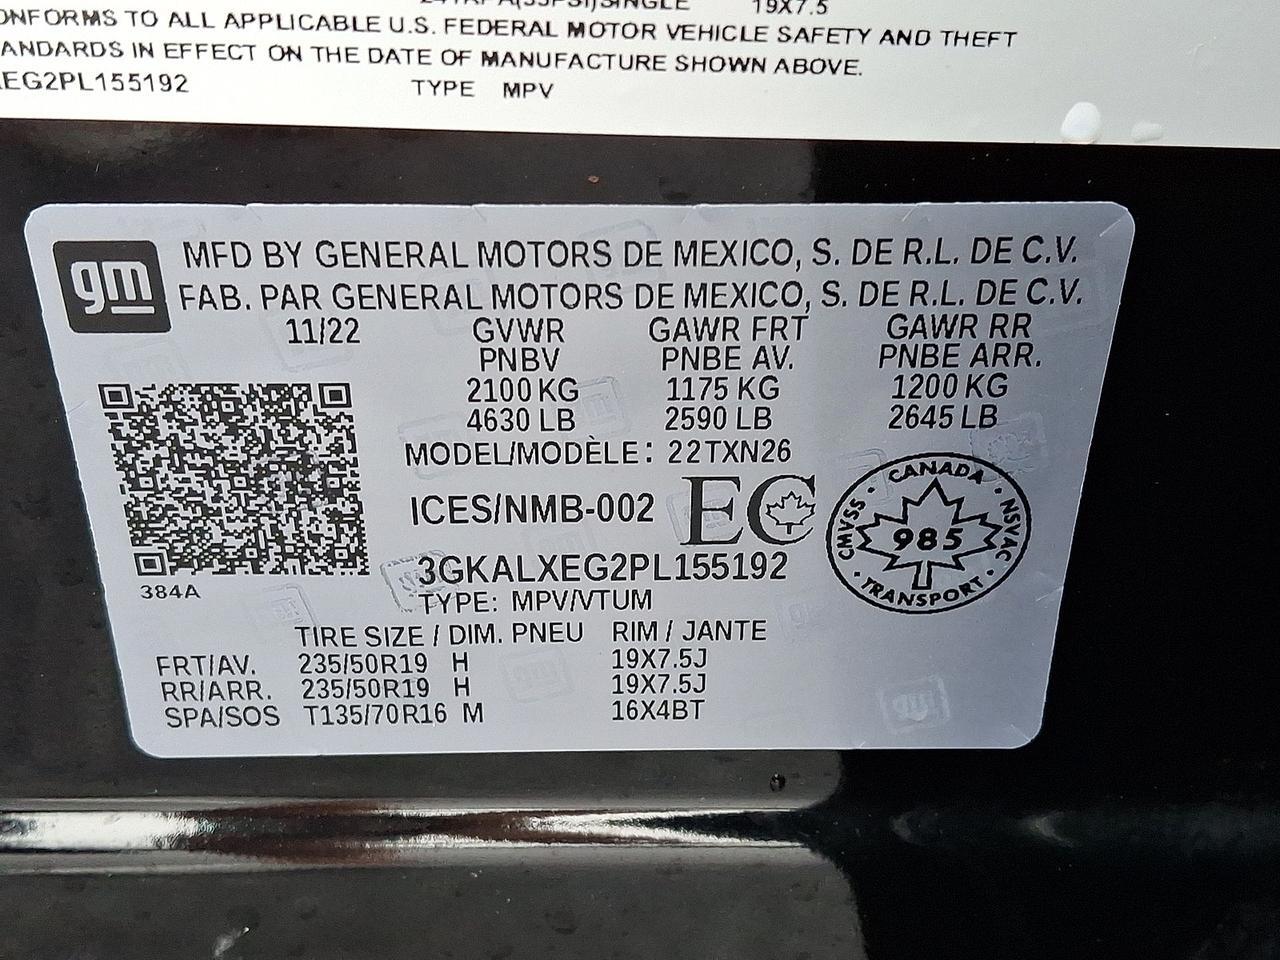 19X7.5
CONFORMS TO ALL APPLICABLE U.S. FEDERAL MOTOR VEHICLE SAFETY AND THEFT
STANDARDS IN EFFECT ON THE DATE OF MANUFACTURE SHOWN ABOVE.
XEG2PL155192 TYPE MPV
gm
MFD BY GENERAL MOTORS DE MEXICO, S. DE R.L. DE C.V.
FAB. PAR GENERAL MOTORS DE MEXICO, S. DE R.L. DE C.V.
11/22 GVWR GAWR FRT GAWR RR
PNBV PNBE AV. PNBE ARR.
2100 KG 1175 KG 1200 KG
4630 LB 2590 LB 2645 LB
MODEL/MODÈLE: 22TXN26
ICES/NMB-002 EC
CANADA
CMVSS 985 NSVAC
TRANSPORT
3GKALXEG2PL155192
384A
TYPE: MPV/VTUM
TIRE SIZE / DIM. PNEU RIM / JANTE
FRT/AV. 235/50R19 H 19X7.5J
RR/ARR. 235/50R19 H 19X7.5J
SPA/SOS T135/70R16 M 16X4BT